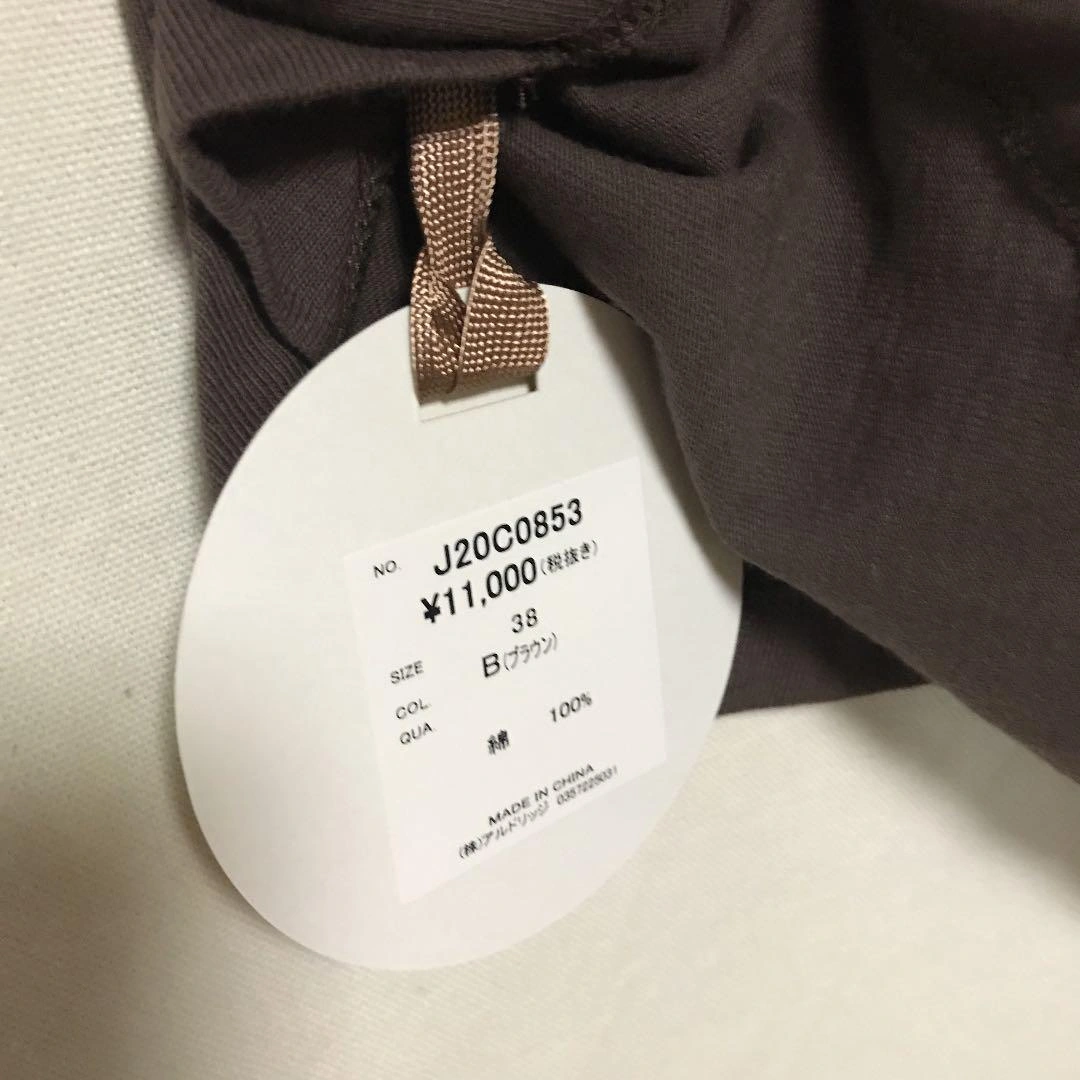 NO. J20C0853
¥11,000(税抜き)
SIZE 38
COL. B(ブラウン)
QUA. 綿 100%
MADE IN CHINA
(株)アルドリッジ 0357225031